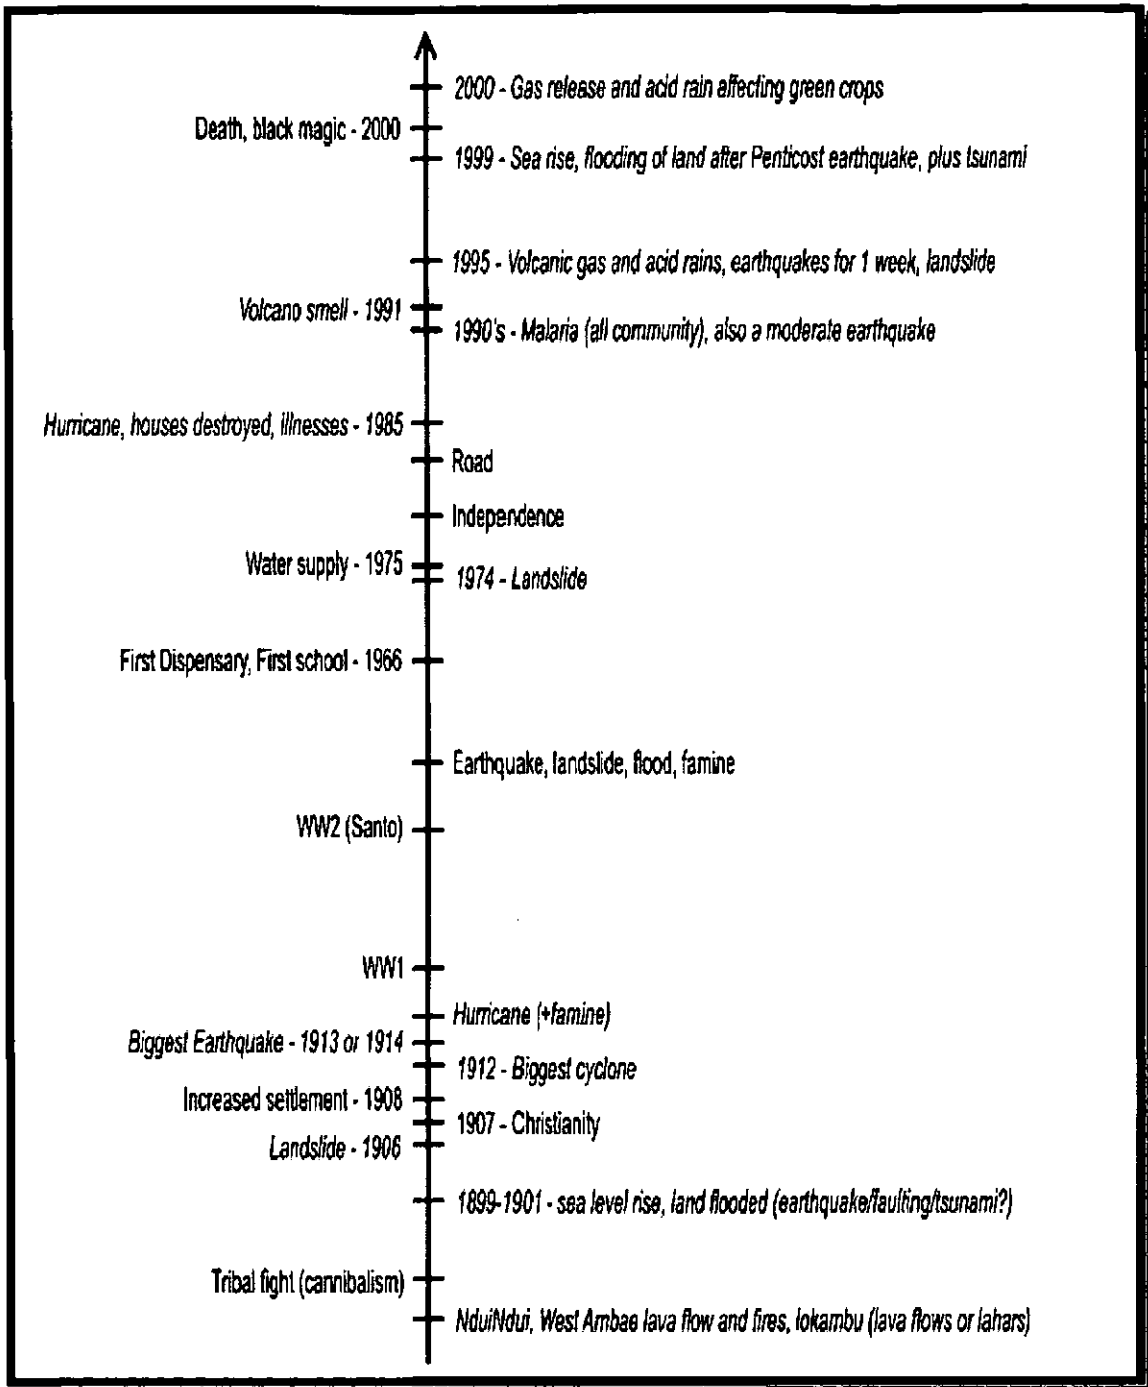 2000 - Gas release and acid rain affecting green crops
Death, black magic - 2000
1999 - Sea rise, flooding of land after Penticost earthquake, plus tsunami
1995 - Volcanic gas and acid rains, earthquakes for 1 week, landslide
Volcano smell - 1991
1990's - Malaria (all community), also a moderate earthquake
Hurricane, houses destroyed, illnesses - 1985
Road
Independence
Water supply - 1975
1974 - Landslide
First Dispensary, First school - 1966
Earthquake, landslide, flood, famine
WW2 (Santo)
WW1
Hurricane (+famine)
Biggest Earthquake - 1913 or 1914
1912 - Biggest cyclone
Increased settlement - 1908
1907 - Christianity
Landslide - 1906
1899-1901 - sea level rise, land flooded (earthquake/faulting/tsunami?)
Tribal fight (cannibalism)
NduiNdui, West Ambae lava flow and fires, lokambu (lava flows or lahars)